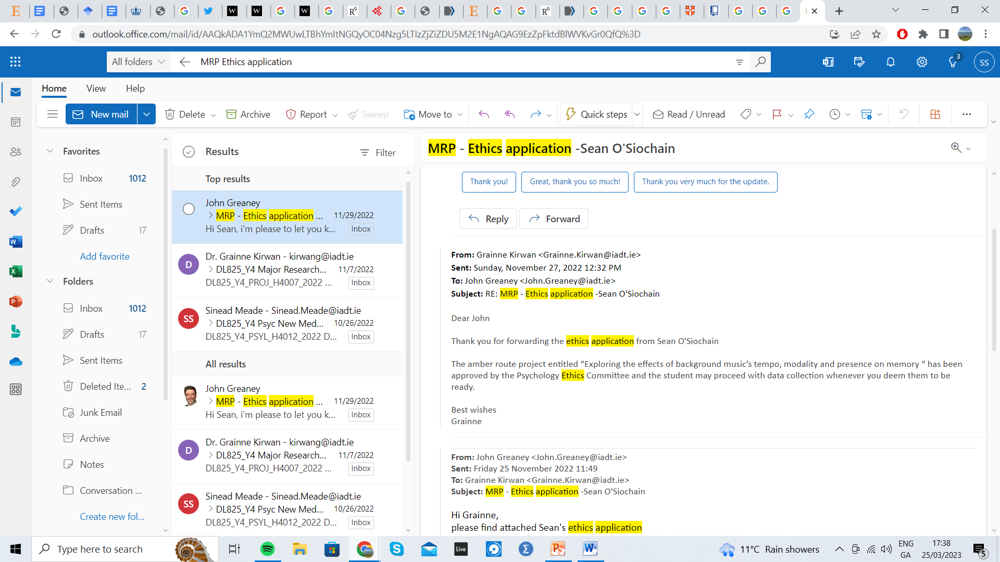 outlook.office.com/mail/id/AAQkADA1YmQ2MWUwLTBhYmItNGQyOC04Nzg5LTIzZjZiZDU5M2E1NgAQAG9EzZpFktdBlWVKvGr0QfQ%3D
All folders
MRP Ethics application
3
SS
Home View Help
New mail Delete Archive Report Sweep Move to Quick steps Read / Unread
Favorites
Inbox 1012
Sent Items
Drafts 17
Add favorite
Folders
Inbox 1012
Drafts 17
Sent Items
Deleted Ite... 2
Junk Email
Archive
Notes
Conversation ...
Create new fol...
Results
Filter
Top results
John Greaney
MRP - Ethics application ... 11/29/2022
Hi Sean, i'm please to let you k... Inbox
D
Dr. Grainne Kirwan - kirwang@iadt.ie
DL825_Y4 Major Research... 11/7/2022
DL825_Y4_PROJ_H4007_2022 ... Inbox
SS
Sinead Meade - Sinead.Meade@iadt.ie
DL825_Y4 Psyc New Med... 10/26/2022
DL825_Y4_PSYL_H4012_2022 D... Inbox
All results
John Greaney
MRP - Ethics application ... 11/29/2022
Hi Sean, i'm please to let you k... Inbox
D
Dr. Grainne Kirwan - kirwang@iadt.ie
DL825_Y4 Major Research... 11/7/2022
DL825_Y4_PROJ_H4007_2022 ... Inbox
SS
Sinead Meade - Sinead.Meade@iadt.ie
DL825_Y4 Psyc New Med... 10/26/2022
DL825_Y4_PSYL_H4012_2022 D... Inbox
MRP - Ethics application -Sean O'Siochain
Thank you! Great, thank you so much! Thank you very much for the update.
Reply Forward
From: Grainne Kirwan <Grainne.Kirwan@iadt.ie>
Sent: Sunday, November 27, 2022 12:32 PM
To: John Greaney <John.Greaney@iadt.ie>
Subject: RE: MRP - Ethics application -Sean O'Siochain
Dear John
Thank you for forwarding the ethics application from Sean O'Siochain
The amber route project entitled “Exploring the effects of background music’s tempo, modality and presence on memory “ has been
approved by the Psychology Ethics Committee and the student may proceed with data collection whenever you deem them to be
ready.
Best wishes
Grainne
From: John Greaney <John.Greaney@iadt.ie>
Sent: Friday 25 November 2022 11:49
To: Grainne Kirwan <Grainne.Kirwan@iadt.ie>
Subject: MRP - Ethics application -Sean O'Siochain
Hi Grainne,
please find attached Sean's ethics application
Type here to search
Live
11°C Rain showers
ENG
GA
17:38
25/03/2023
5